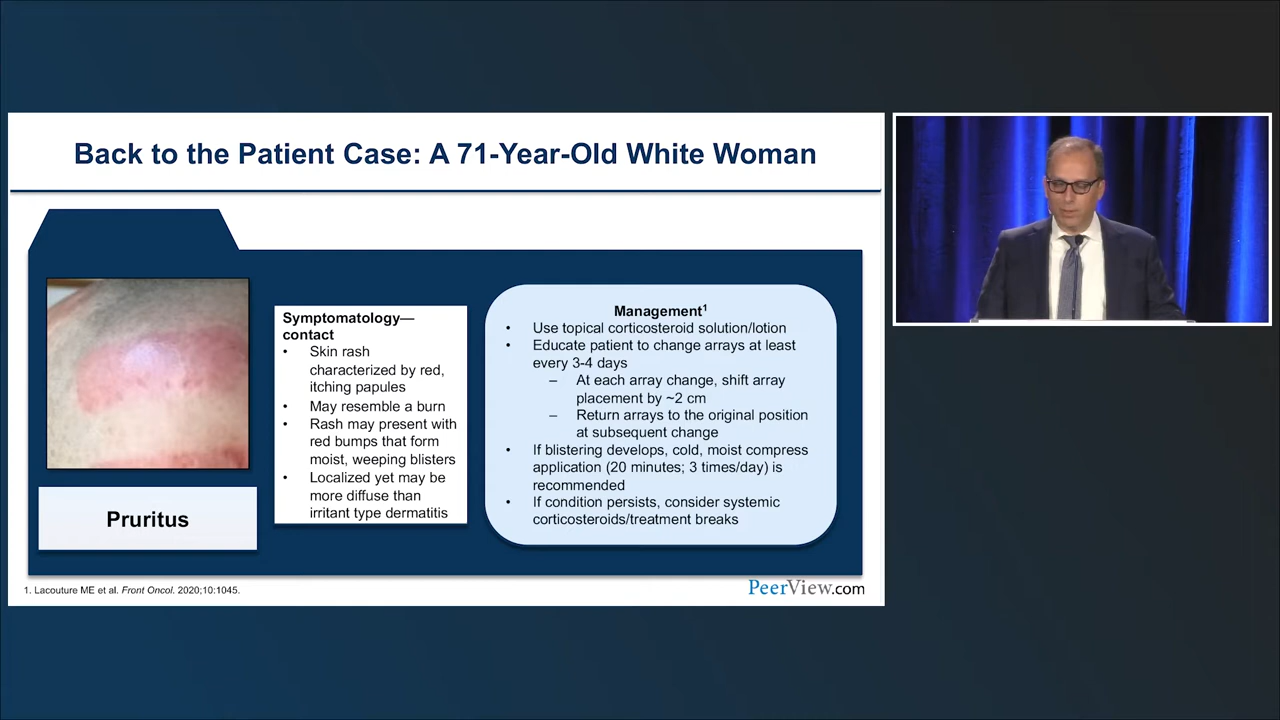 Back to the Patient Case: A 71-Year-Old White Woman
Pruritus
Symptomatology—
contact
• Skin rash
characterized by red,
itching papules
• May resemble a burn
• Rash may present with
red bumps that form
moist, weeping blisters
• Localized yet may be
more diffuse than
irritant type dermatitis
Management1
• Use topical corticosteroid solution/lotion
• Educate patient to change arrays at least
every 3-4 days
– At each array change, shift array
placement by ~2 cm
– Return arrays to the original position
at subsequent change
• If blistering develops, cold, moist compress
application (20 minutes; 3 times/day) is
recommended
• If condition persists, consider systemic
corticosteroids/treatment breaks
1. Lacouture ME et al. Front Oncol. 2020;10:1045.
PeerView.com